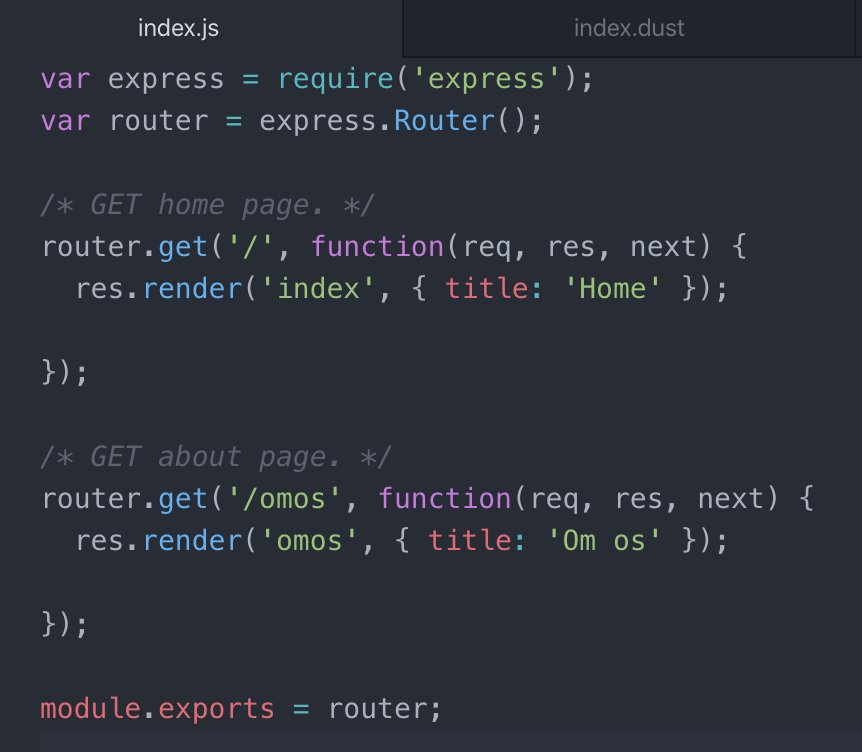 index.js
index.dust
var express = require('express');
var router = express.Router();
/* GET home page. */
router.get('/', function(req, res, next) {
  res.render('index', { title: 'Home' });
});
/* GET about page. */
router.get('/omos', function(req, res, next) {
  res.render('omos', { title: 'Om os' });
});
module.exports = router;